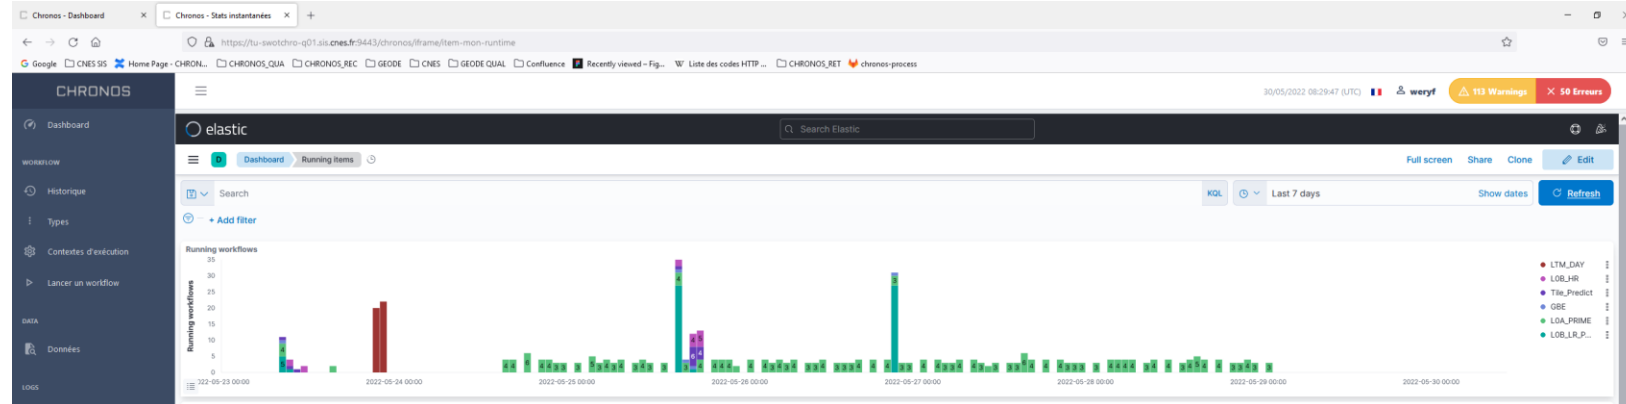 Chronos - Dashboard
Chronos - Stats instantanées
https://tu-swotchro-q01.sis.cnes.fr:9443/chronos/iframe/item-mon-runtime
Google CNES SIS Home Page - CHRON... CHRONOS_QUA CHRONOS_REC GEODE CNES GEODE QUAL Confluence Recently viewed – Fig... Liste des codes HTTP ... CHRONOS_RET chronos-process
CHRONOS
30/05/2022 08:29:47 (UTC) weryf 113 Warnings 50 Erreurs
Dashboard
WORKFLOW
Historique
Types
Contextes d'exécution
Lancer un workflow
DATA
Données
LOGS
elastic
Search Elastic
D Dashboard Running items
Full screen Share Clone Edit
Search KQL Last 7 days Show dates Refresh
+ Add filter
Running workflows
Running workflows
35
30
25
20
15
10
5
0
22-05-23 00:00 2022-05-24 00:00 2022-05-25 00:00 2022-05-26 00:00 2022-05-27 00:00 2022-05-28 00:00 2022-05-29 00:00 2022-05-30 00:00
LTM_DAY
L0B_HR
Tile_Predict
GBE
L0A_PRIME
L0B_LR_P...